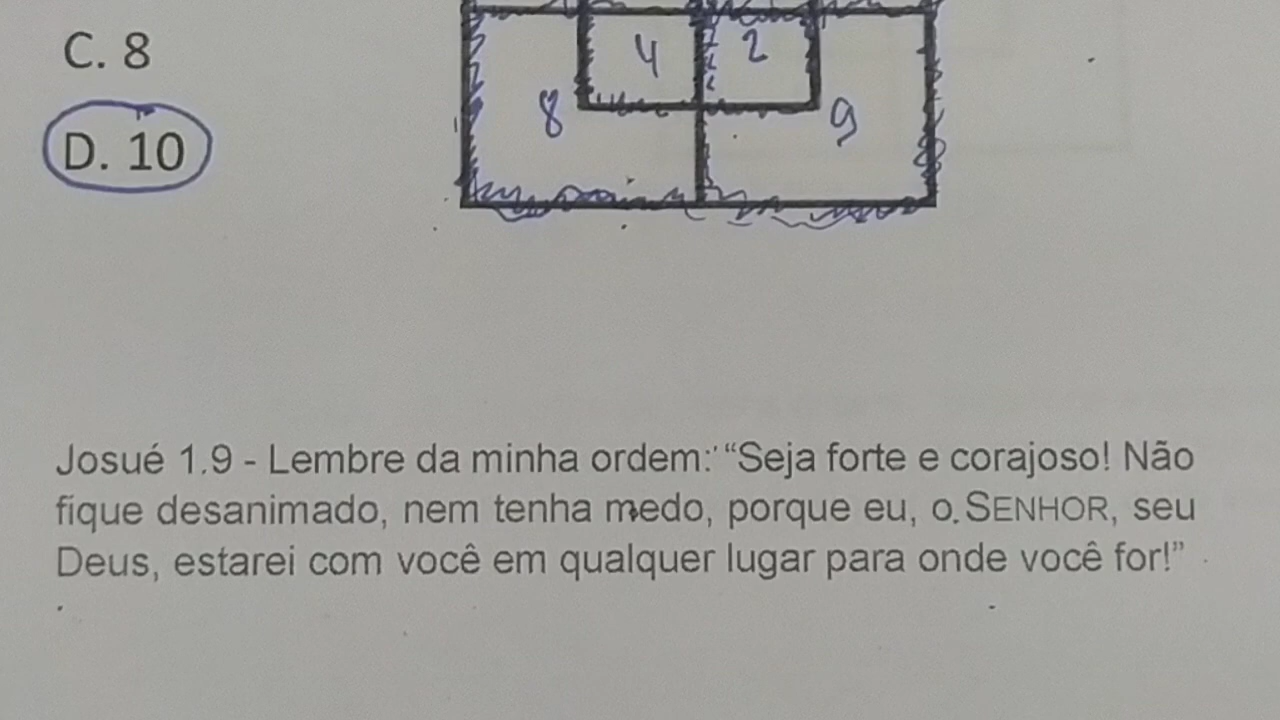 C. 8
D. 10
4 2
8 9
Josué 1.9 - Lembre da minha ordem: “Seja forte e corajoso! Não
fique desanimado, nem tenha medo, porque eu, o SENHOR, seu
Deus, estarei com você em qualquer lugar para onde você for!”